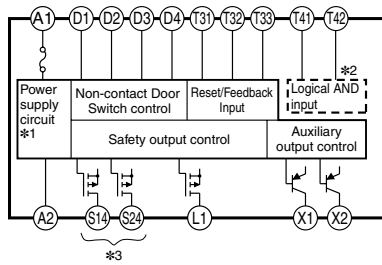 A1 D1 D2 D3 D4 T31 T32 T33 T41 T42
*2
Power supply circuit *1
Non-contact Door Switch control
Reset/Feedback Input
Logical AND input
Safety output control
Auxiliary output control
A2 S14 S24 L1 X1 X2
*3